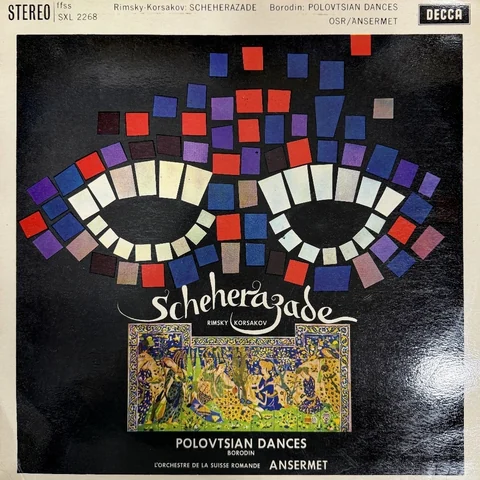 STEREO
ffss
SXL 2268
Rimsky-Korsakov: SCHEHERAZADE Borodin: POLOVTSIAN DANCES
OSR/ANSERMET
DECCA
Scheherazade
RIMSKY KORSAKOV
POLOVTSIAN DANCES
BORODIN
L'ORCHESTRE DE LA SUISSE ROMANDE ANSERMET